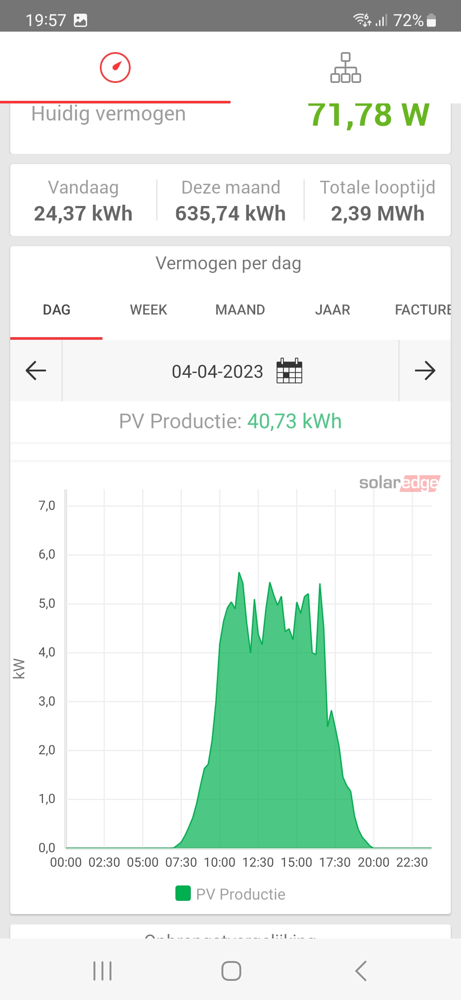 19:57 72%
Huidig vermogen 71,78 W
Vandaag Deze maand Totale looptijd
24,37 kWh 635,74 kWh 2,39 MWh
Vermogen per dag
DAG WEEK MAAND JAAR FACTURE
04-04-2023
PV Productie: 40,73 kWh
solaredge
7,0
6,0
5,0
4,0
kW
3,0
2,0
1,0
0,0
00:00 02:30 05:00 07:30 10:00 12:30 15:00 17:30 20:00 22:30
PV Productie
Opbrengstvergelijking